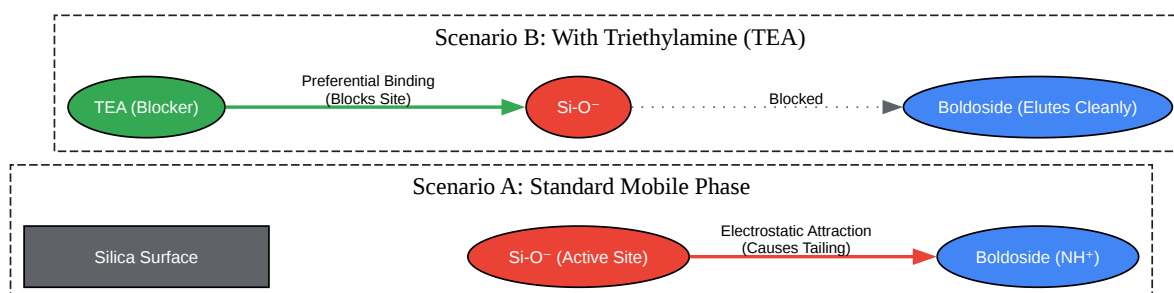 Scenario B: With Triethylamine (TEA)
TEA (Blocker)
Preferential Binding
(Blocks Site)
Si-O⁻
Blocked
Boldoside (Elutes Cleanly)
Scenario A: Standard Mobile Phase
Silica Surface
Si-O⁻ (Active Site)
Electrostatic Attraction
(Causes Tailing)
Boldoside (NH⁺)